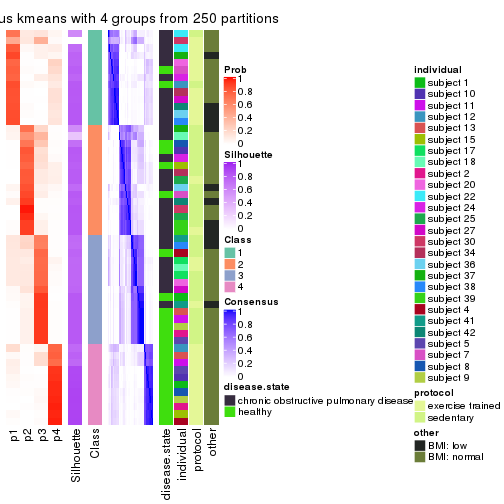 us kmeans with 4 groups from 250 partitions
Prob
1
0.8
0.6
0.4
0.2
0
Silhouette
1
0.8
0.6
0.4
0.2
0
Class
1
2
3
4
Consensus
1
0.8
0.6
0.4
0.2
0
disease.state
chronic obstructive pulmonary disease
healthy
individual
subject 1
subject 10
subject 11
subject 12
subject 13
subject 15
subject 17
subject 18
subject 2
subject 20
subject 22
subject 24
subject 25
subject 27
subject 30
subject 34
subject 36
subject 37
subject 38
subject 39
subject 4
subject 41
subject 42
subject 5
subject 7
subject 8
subject 9
protocol
exercise trained
sedentary
other
BMI: low
BMI: normal
p1
p2
p3
p4
Silhouette
Class
disease.state
individual
protocol
other